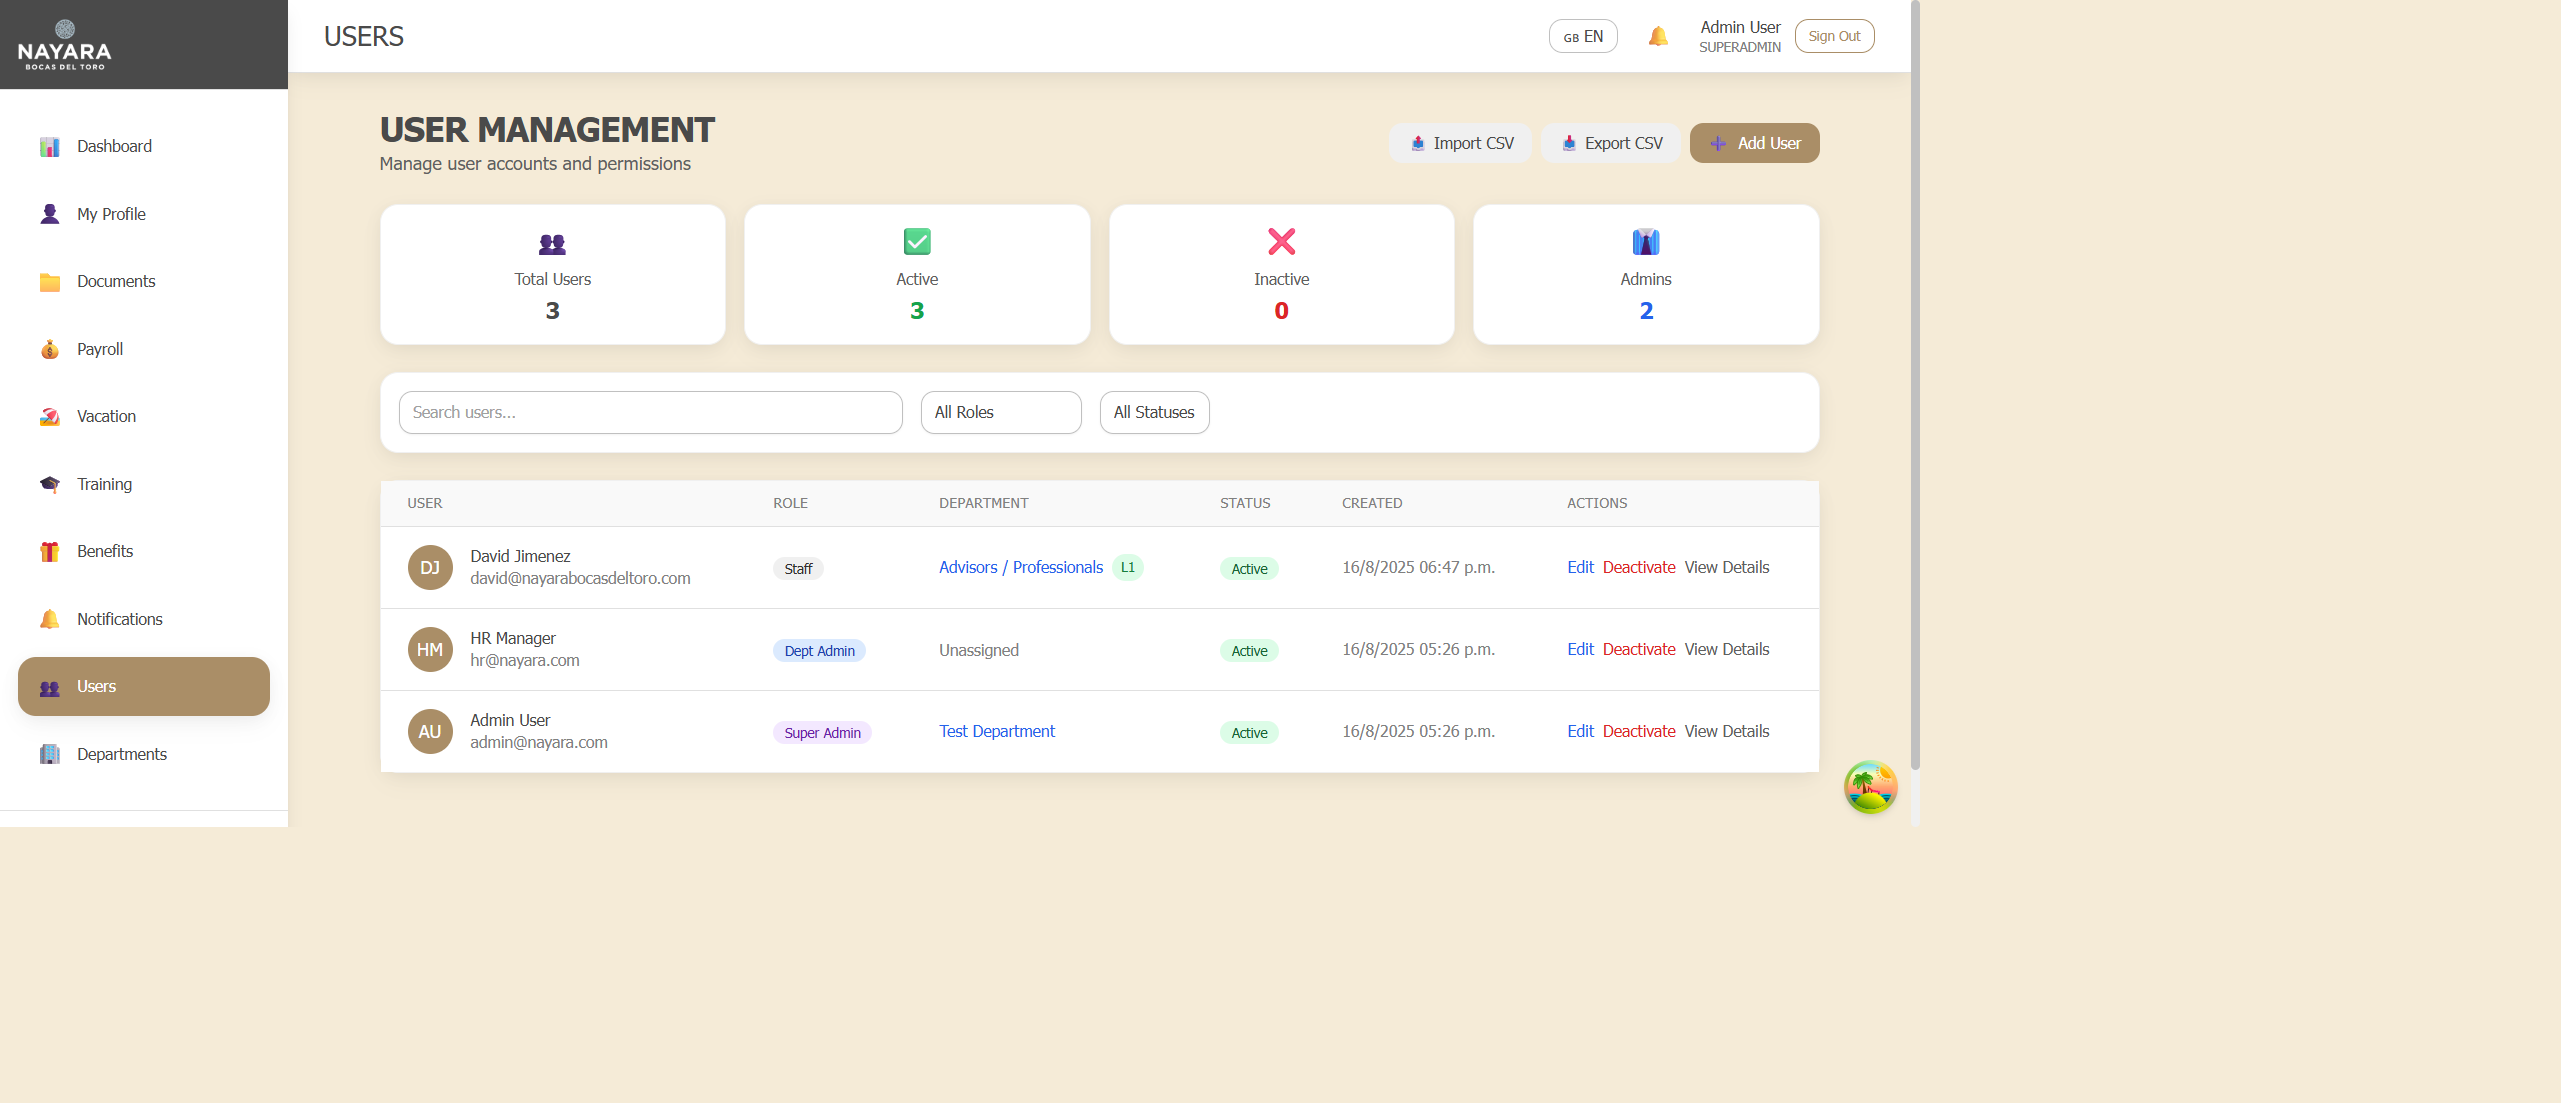 NAYARA
BOCAS DEL TORO
USERS
GB EN
Admin User
SUPERADMIN
Sign Out
Dashboard
My Profile
Documents
Payroll
Vacation
Training
Benefits
Notifications
Users
Departments
USER MANAGEMENT
Manage user accounts and permissions
Import CSV
Export CSV
Add User
Total Users
3
Active
3
Inactive
0
Admins
2
Search users...
All Roles
All Statuses
USER ROLE DEPARTMENT STATUS CREATED ACTIONS
DJ
David Jimenez
david@nayarabocasdeltoro.com
Staff
Advisors / Professionals L1
Active
16/8/2025 06:47 p.m.
Edit Deactivate View Details
HM
HR Manager
hr@nayara.com
Dept Admin
Unassigned
Active
16/8/2025 05:26 p.m.
Edit Deactivate View Details
AU
Admin User
admin@nayara.com
Super Admin
Test Department
Active
16/8/2025 05:26 p.m.
Edit Deactivate View Details